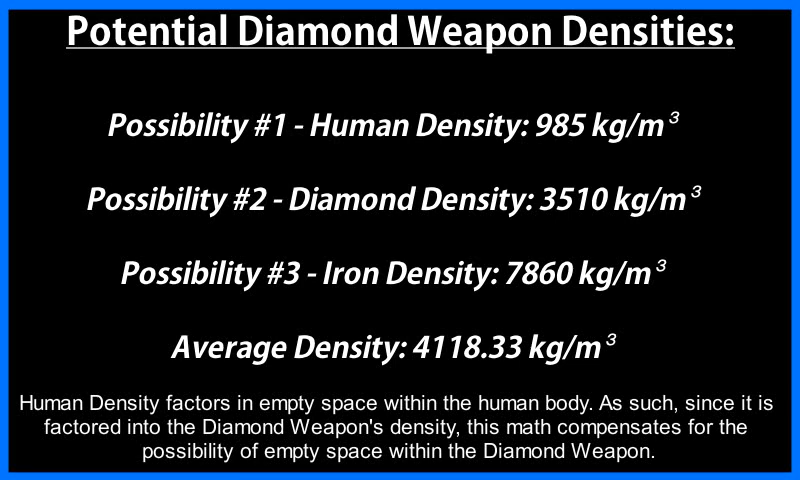 Potential Diamond Weapon Densities:
Possibility #1 - Human Density: 985 kg/m³
Possibility #2 - Diamond Density: 3510 kg/m³
Possibility #3 - Iron Density: 7860 kg/m³
Average Density: 4118.33 kg/m³
Human Density factors in empty space within the human body. As such, since it is
factored into the Diamond Weapon's density, this math compensates for the
possibility of empty space within the Diamond Weapon.